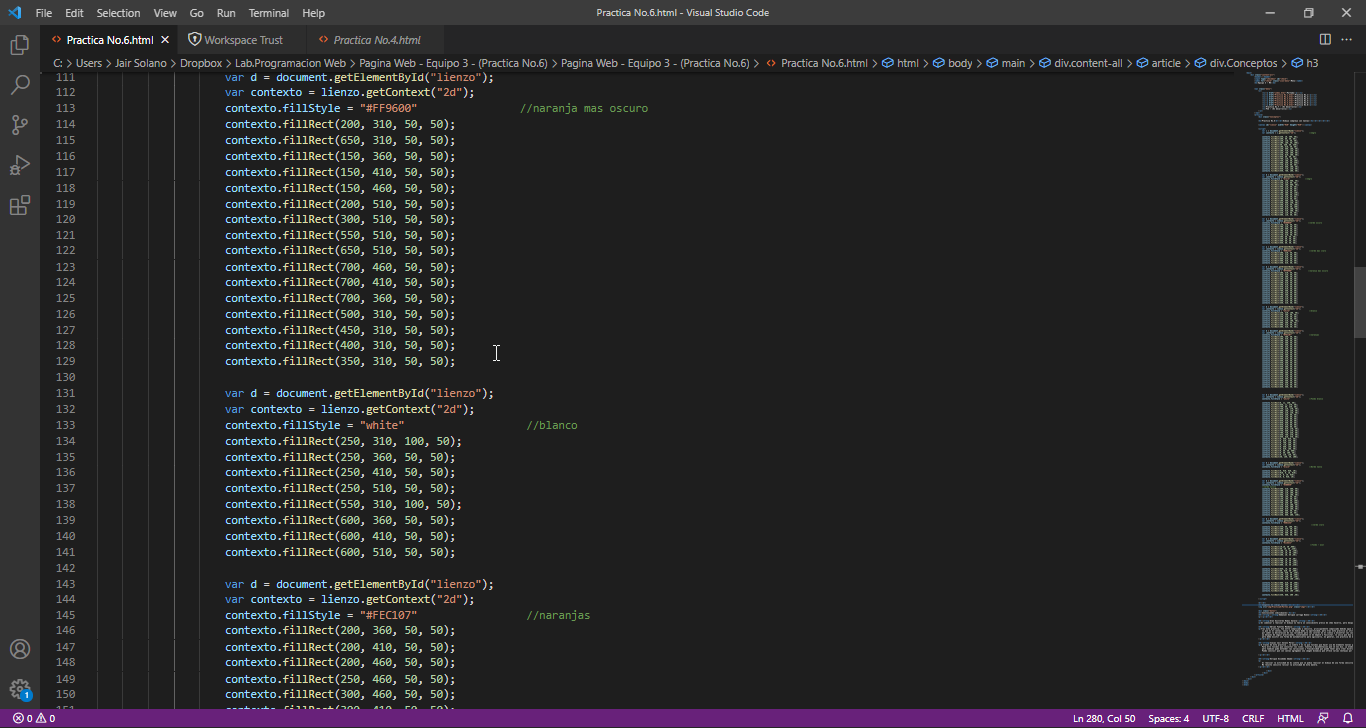 File Edit Selection View Go Run Terminal Help Practica No.6.html - Visual Studio Code
Practica No.6.html Workspace Trust Practica No.4.html
C: > Users > Jair Solano > Dropbox > Lab.Programacion Web > Pagina Web - Equipo 3 - (Practica No.6) > Pagina Web - Equipo 3 - (Practica No.6) > Practica No.6.html > html > body > main > div.content-all > article > div.Conceptos > h3
111 var d = document.getElementById("lienzo");
112 var contexto = lienzo.getContext("2d");
113 contexto.fillStyle = "#FF9600" //naranja mas oscuro
114 contexto.fillRect(200, 310, 50, 50);
115 contexto.fillRect(650, 310, 50, 50);
116 contexto.fillRect(150, 360, 50, 50);
117 contexto.fillRect(150, 410, 50, 50);
118 contexto.fillRect(150, 460, 50, 50);
119 contexto.fillRect(200, 510, 50, 50);
120 contexto.fillRect(300, 510, 50, 50);
121 contexto.fillRect(550, 510, 50, 50);
122 contexto.fillRect(650, 510, 50, 50);
123 contexto.fillRect(700, 460, 50, 50);
124 contexto.fillRect(700, 410, 50, 50);
125 contexto.fillRect(700, 360, 50, 50);
126 contexto.fillRect(500, 310, 50, 50);
127 contexto.fillRect(450, 310, 50, 50);
128 contexto.fillRect(400, 310, 50, 50);
129 contexto.fillRect(350, 310, 50, 50);
130
131 var d = document.getElementById("lienzo");
132 var contexto = lienzo.getContext("2d");
133 contexto.fillStyle = "white" //blanco
134 contexto.fillRect(250, 310, 100, 50);
135 contexto.fillRect(250, 360, 50, 50);
136 contexto.fillRect(250, 410, 50, 50);
137 contexto.fillRect(250, 510, 50, 50);
138 contexto.fillRect(550, 310, 100, 50);
139 contexto.fillRect(600, 360, 50, 50);
140 contexto.fillRect(600, 410, 50, 50);
141 contexto.fillRect(600, 510, 50, 50);
142
143 var d = document.getElementById("lienzo");
144 var contexto = lienzo.getContext("2d");
145 contexto.fillStyle = "#FEC107" //naranjas
146 contexto.fillRect(200, 360, 50, 50);
147 contexto.fillRect(200, 410, 50, 50);
148 contexto.fillRect(200, 460, 50, 50);
149 contexto.fillRect(250, 460, 50, 50);
150 contexto.fillRect(300, 460, 50, 50);
1
0 0 Ln 280, Col 50 Spaces: 4 UTF-8 CRLF HTML